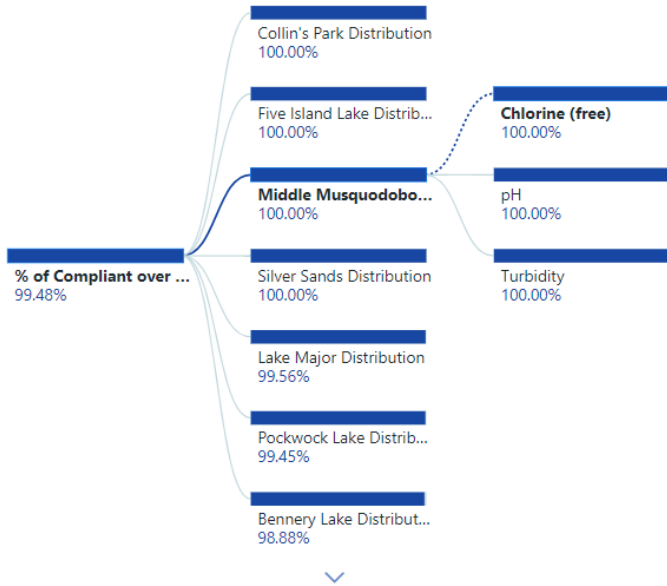 Collin's Park Distribution
100.00%
Five Island Lake Distrib...
100.00%
Middle Musquodobo...
100.00%
Silver Sands Distribution
100.00%
Lake Major Distribution
99.56%
Pockwock Lake Distrib...
99.45%
Bennery Lake Distribut...
98.88%
% of Compliant over ...
99.48%
Chlorine (free)
100.00%
pH
100.00%
Turbidity
100.00%